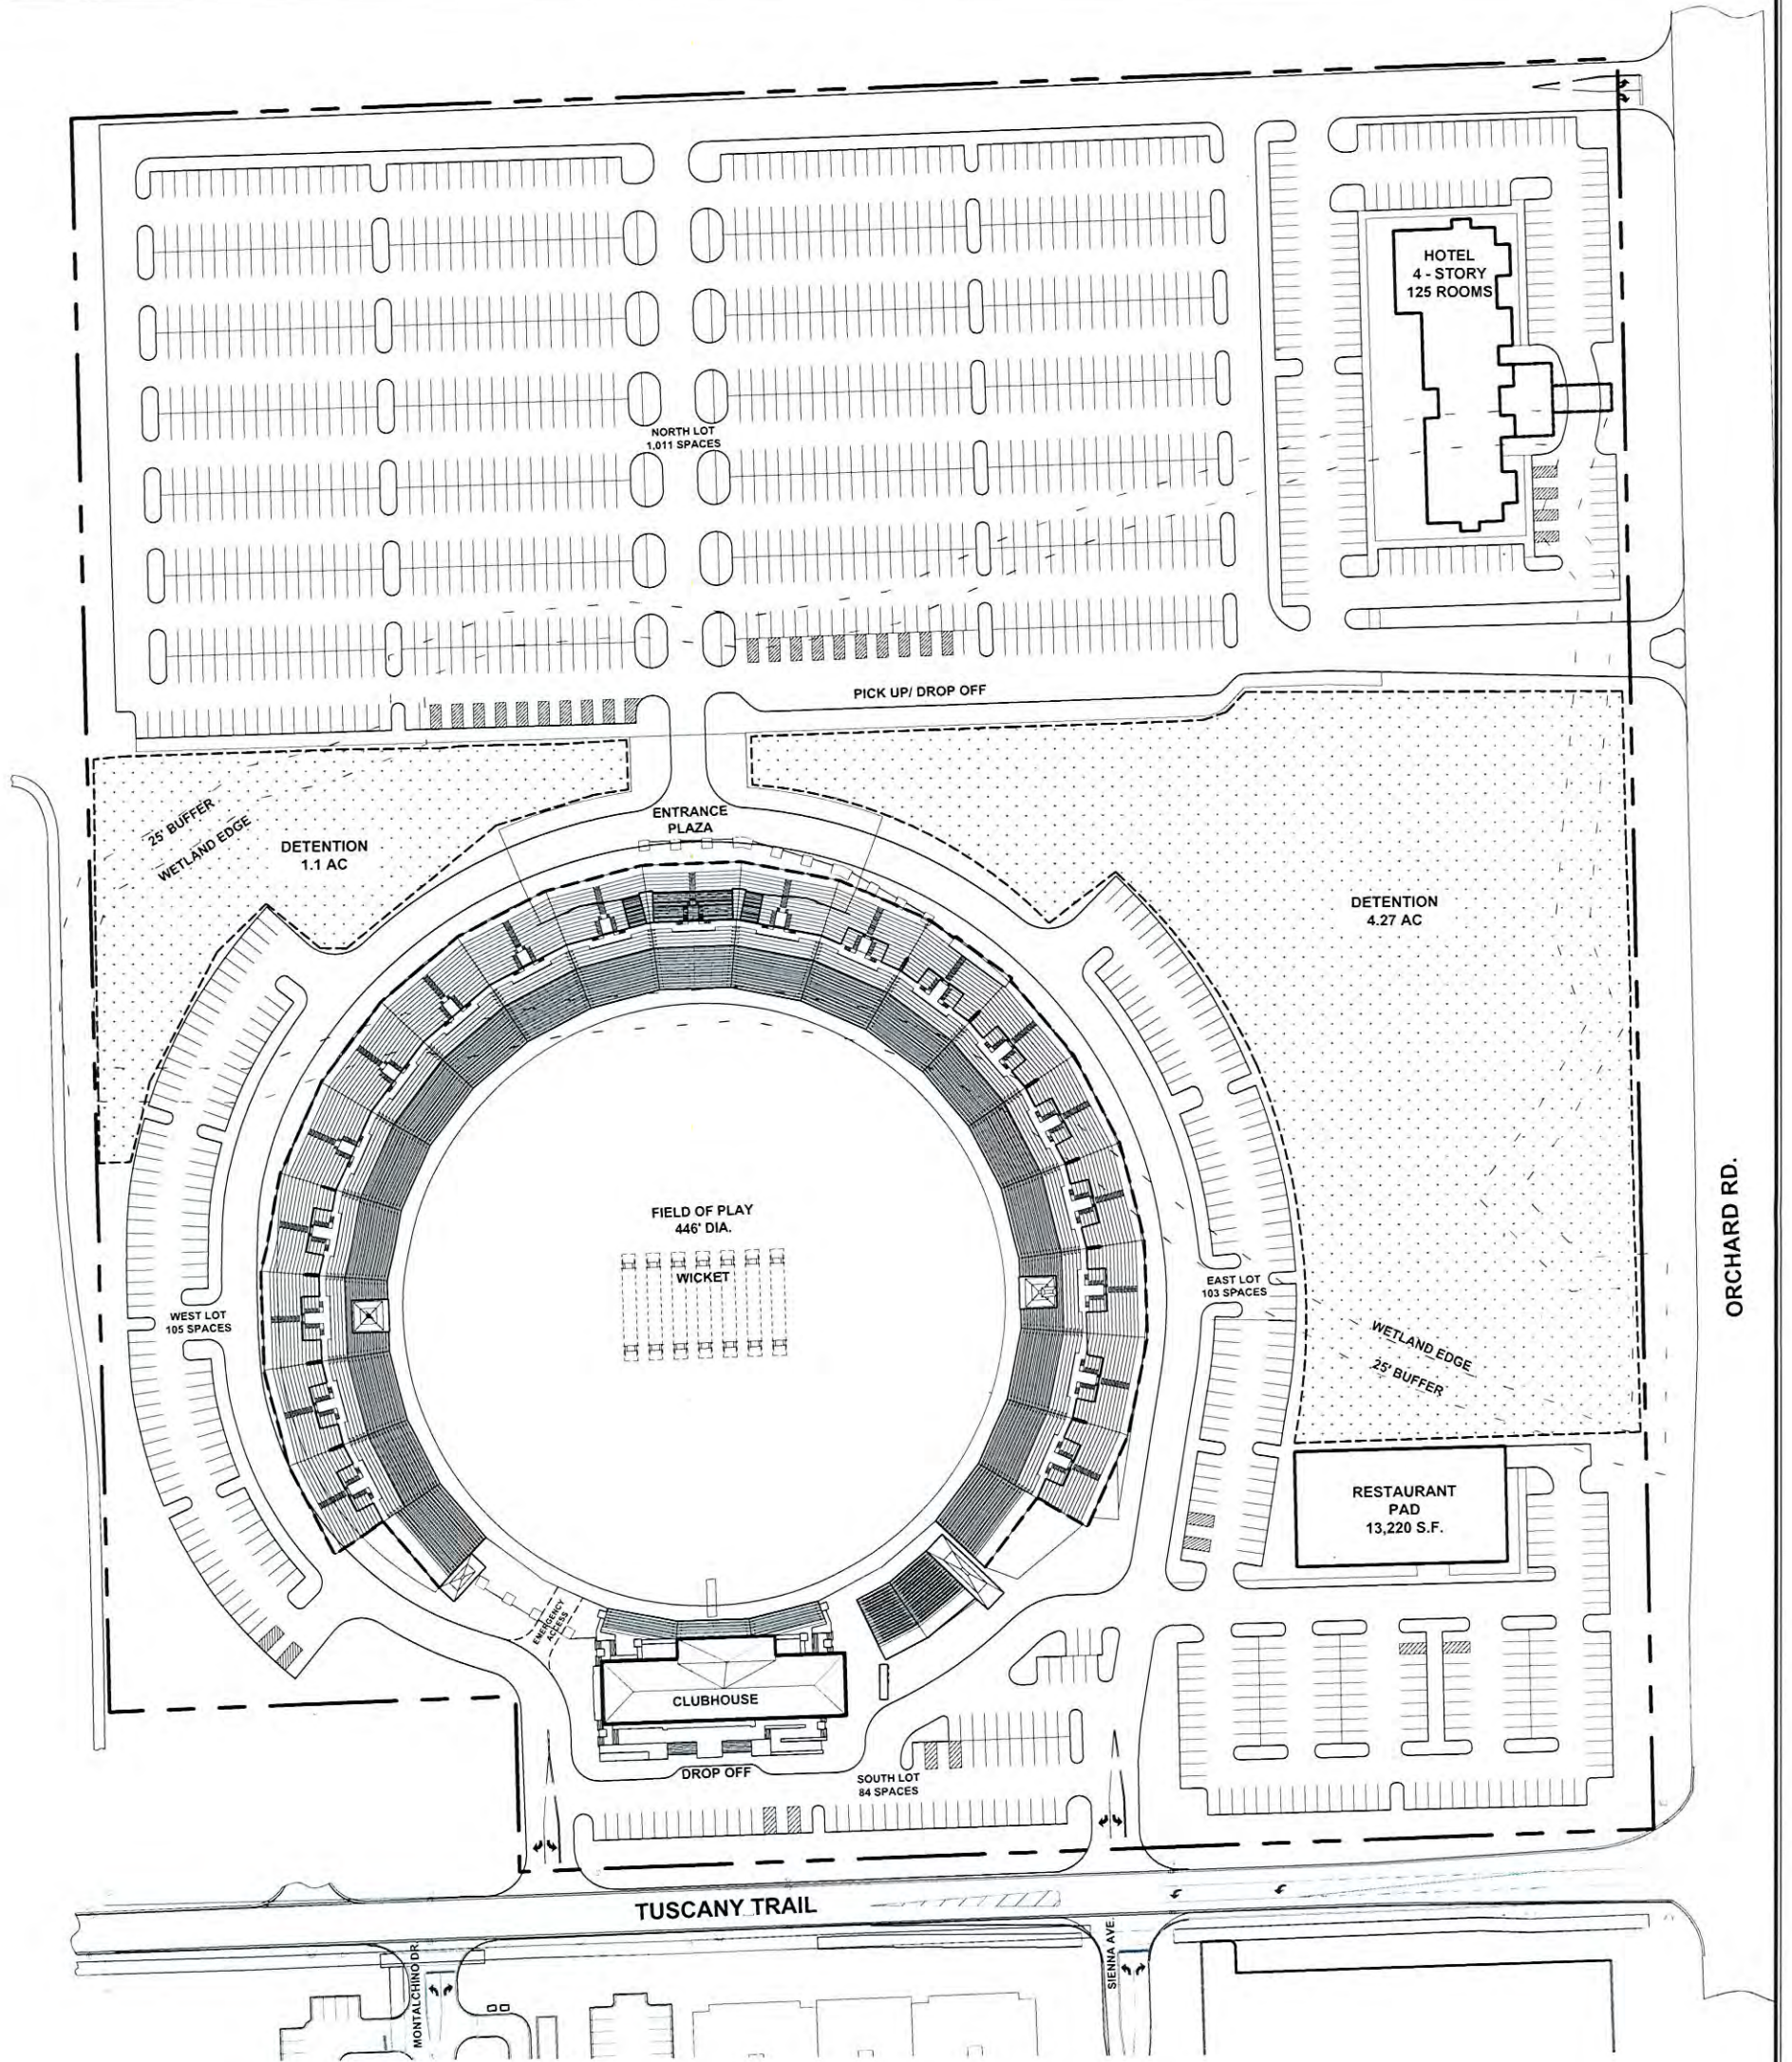 HOTEL
4 - STORY
125 ROOMS
NORTH LOT
1,011 SPACES
PICK UP/ DROP OFF
25' BUFFER
WETLAND EDGE
DETENTION
1.1 AC
ENTRANCE
PLAZA
DETENTION
4.27 AC
FIELD OF PLAY
446' DIA.
WICKET
WEST LOT
105 SPACES
EAST LOT
103 SPACES
ORCHARD RD.
WETLAND EDGE
25' BUFFER
RESTAURANT
PAD
13,220 S.F.
EMERGENCY
ACCESS
CLUBHOUSE
DROP OFF
SOUTH LOT
84 SPACES
TUSCANY TRAIL
MONTALCHINO DR.
SIENNA AVE.